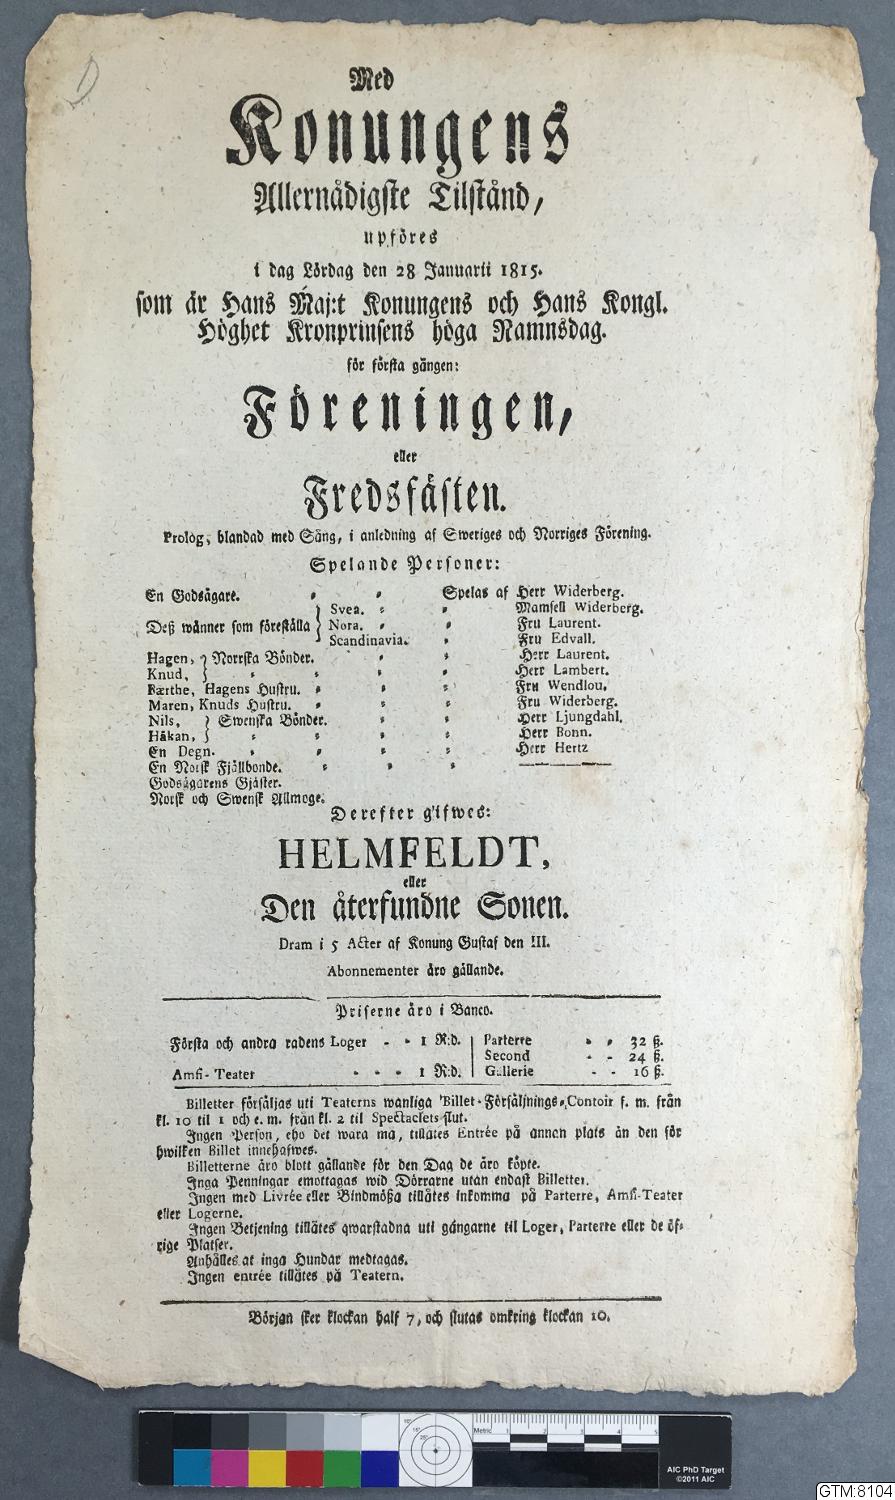 D
Med
Konungens
Allernådigste Tilstånd,
upföres
i dag Lördag den 28 Januarii 1815.
som är Hans Maj:t Konungens och Hans Kongl.
Höghet Kronprinsens höga Namnsdag.
för första gången:
Föreningen,
eller
Fredsfästen.
Prolog, blandad med Sång, i anledning af Sweriges och Norriges Förening.
Spelande Personer:
En Godsägare. Spelas af Herr Widerberg.
Svea. Mamsell Widerberg.
Deß wänner som föreställa Nora. Fru Laurent.
Scandinavia. Fru Edvall.
Hagen, Norrska Bönder. Herr Laurent.
Knud, Herr Lambert.
Bærthe, Hagens Hustru. Fru Wendlou.
Maren, Knuds Hustru. Fru Widerberg.
Nils, Swenska Bönder. Herr Ljungdahl.
Håkan, Herr Bonn.
En Degn. Herr Hertz
En Norsk Fjällbonde.
Godsägarens Gjäster.
Norsk och Swensk Allmoge.
Derefter gifwes:
HELMFELDT,
eller
Den återfundne Sonen.
Dram i 5 Acter af Konung Gustaf den III.
Abonnementer äro gällande.
Priserne äro i Banco.
Första och andra radens Loger - - 1 R:d. Parterre 32 ß.
Second - - 24 ß.
Amfi-Teater - - - 1 R:d. Gallerie - - 16 ß.
Billetter försäljas uti Teaterns wanliga Billet-Försäljnings-Contoir f. m. från
kl. 10 til 1 och e. m. från kl. 2 til Spectaclets slut.
Ingen Person, eho det wara må, tillåtes Entrée på annan plats än den för
hwilken Billet innehafwes.
Billetterne äro blott gällande för den Dag de äro köpte.
Inga Penningar emottagas wid Dörrarne utan endast Billetter.
Ingen med Livrée eller Bindmößa tillåtes inkomma på Parterre, Amfi-Teater
eller Logerne.
Ingen Betjening tillåtes qwarstadna uti gångarne til Loger, Parterre eller de öf-
rige Platser.
Anhålles at inga Hundar medtagas.
Ingen entrée tillåtes på Teatern.
Början sker klockan half 7, och slutas omkring klockan 10.
Metric 1 2 3 4 5
AIC PhD Target
©2011 AIC
GTM:8104